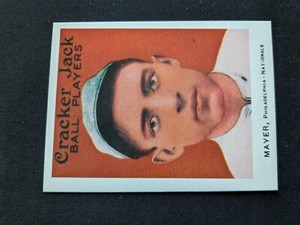 Cracker Jack
BALL PLAYERS
MAYER, PHILADELPHIA - NATIONALS